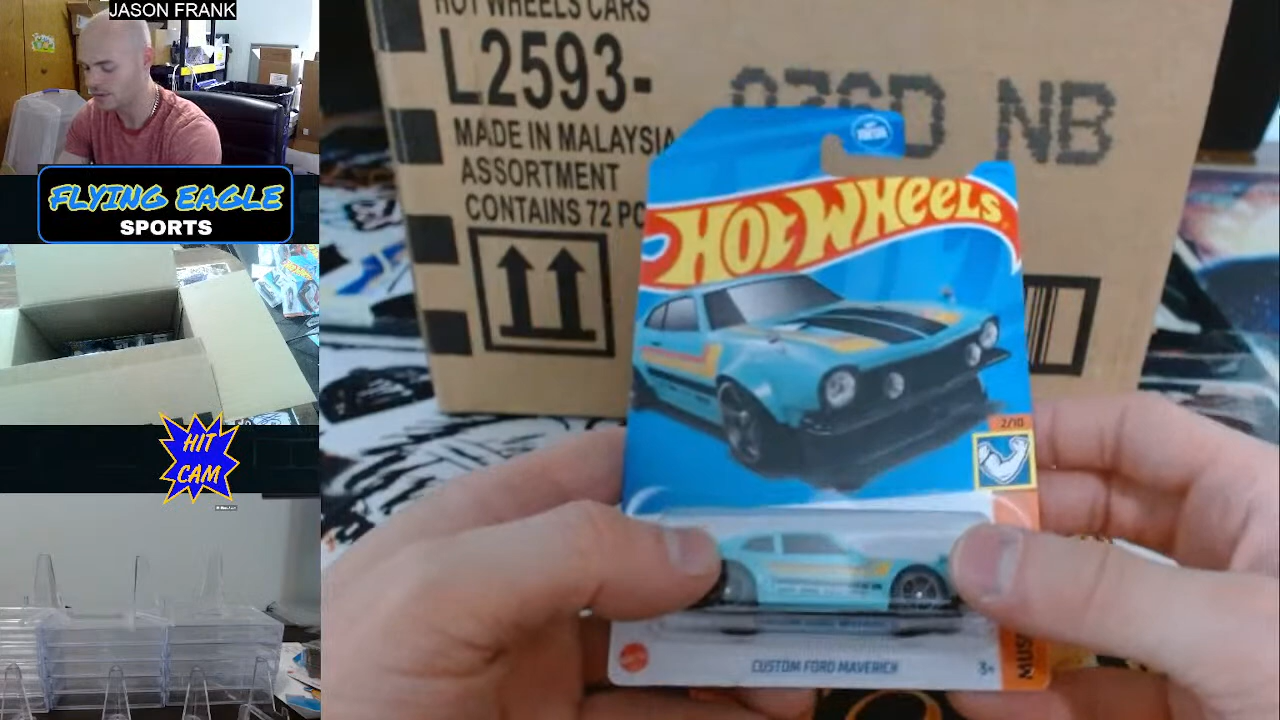 JASON FRANK
FLYING EAGLE
SPORTS
HIT
CAM
HOT WHEELS CARS
L2593-
NB
MADE IN MALAYSIA
ASSORTMENT
CONTAINS 72 PC
HOT WHEELS
2/10
CUSTOM FORD MAVERICK
3+
MUS